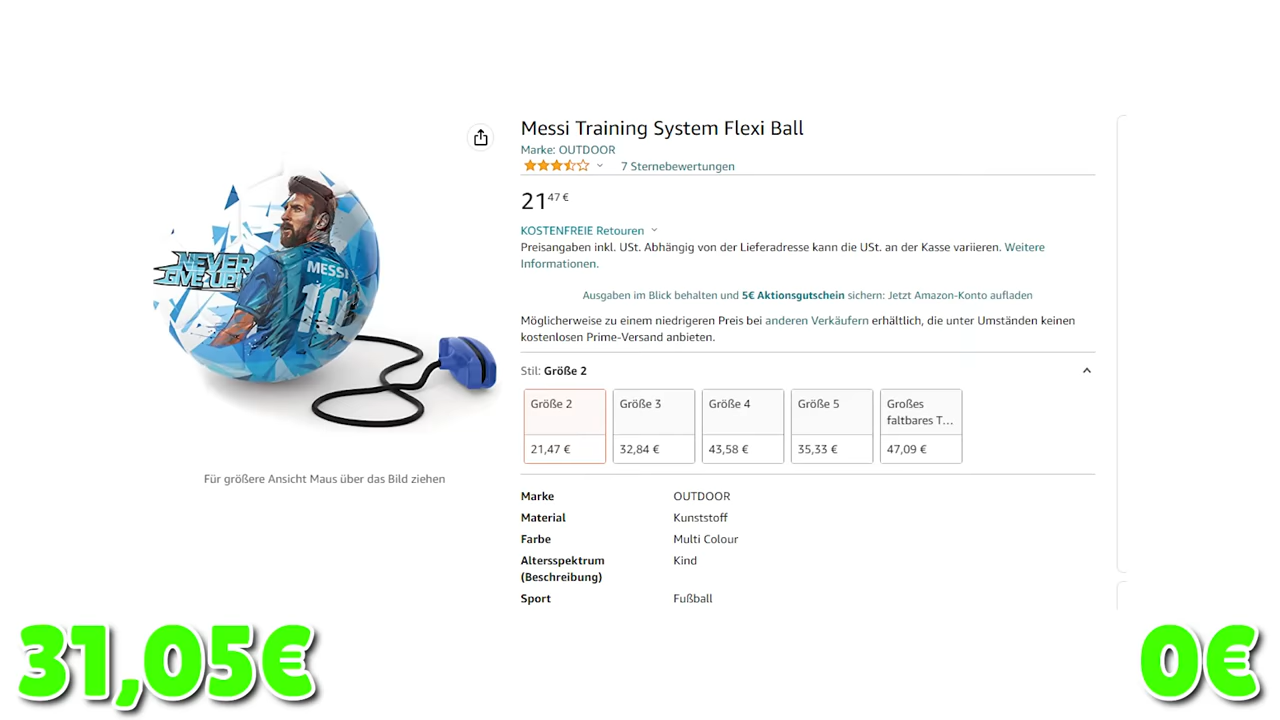 Messi Training System Flexi Ball
Marke: OUTDOOR
7 Sternebewertungen
21 47 €
KOSTENFREIE Retouren
Preisangaben inkl. USt. Abhängig von der Lieferadresse kann die USt. an der Kasse variieren. Weitere
Informationen.
Ausgaben im Blick behalten und 5€ Aktionsgutschein sichern: Jetzt Amazon-Konto aufladen
Möglicherweise zu einem niedrigeren Preis bei anderen Verkäufern erhältlich, die unter Umständen keinen
kostenlosen Prime-Versand anbieten.
Stil: Größe 2
Größe 2 Größe 3 Größe 4 Größe 5 Großes
faltbares T...
21,47 € 32,84 € 43,58 € 35,33 € 47,09 €
Marke OUTDOOR
Material Kunststoff
Farbe Multi Colour
Altersspektrum Kind
(Beschreibung)
Sport Fußball
NEVER
GIVE UP!
MESSI
10
Für größere Ansicht Maus über das Bild ziehen
31,05€
0€